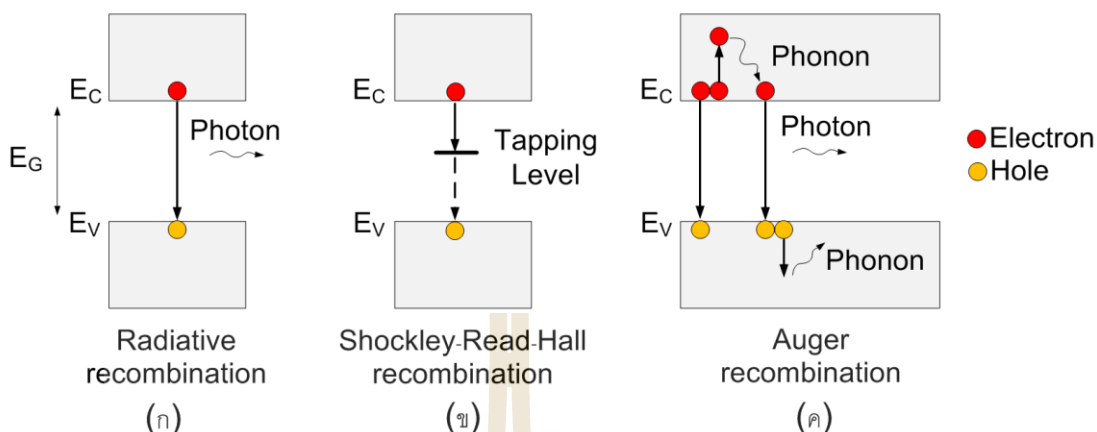 E_C
E_G
E_V
Photon
Radiative
recombination
(ก)
E_C
E_V
Tapping
Level
Shockley-Read-Hall
recombination
(ข)
E_C
E_V
Phonon
Photon
Phonon
Auger
recombination
(ค)
Electron
Hole